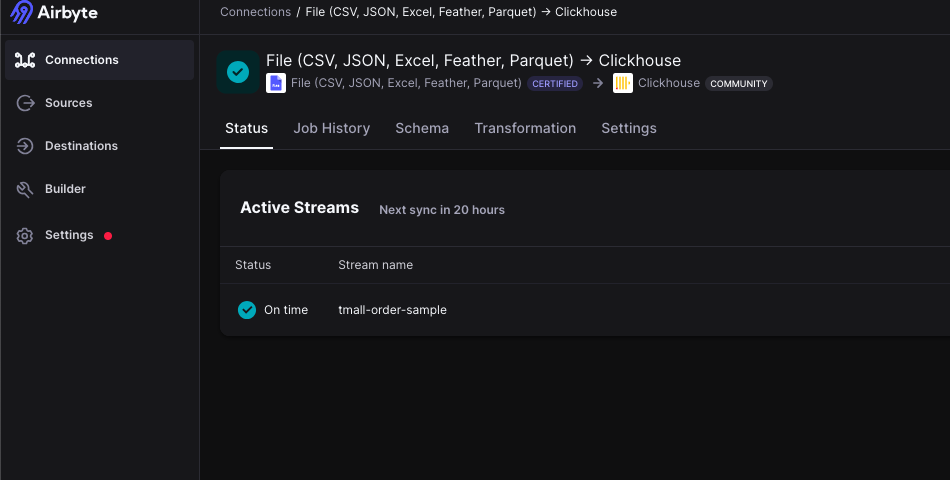 Airbyte
Connections / File (CSV, JSON, Excel, Feather, Parquet) → Clickhouse
Connections
Sources
Destinations
Builder
Settings
File (CSV, JSON, Excel, Feather, Parquet) → Clickhouse
File (CSV, JSON, Excel, Feather, Parquet) CERTIFIED → Clickhouse COMMUNITY
Status Job History Schema Transformation Settings
Active Streams Next sync in 20 hours
Status Stream name
On time tmall-order-sample